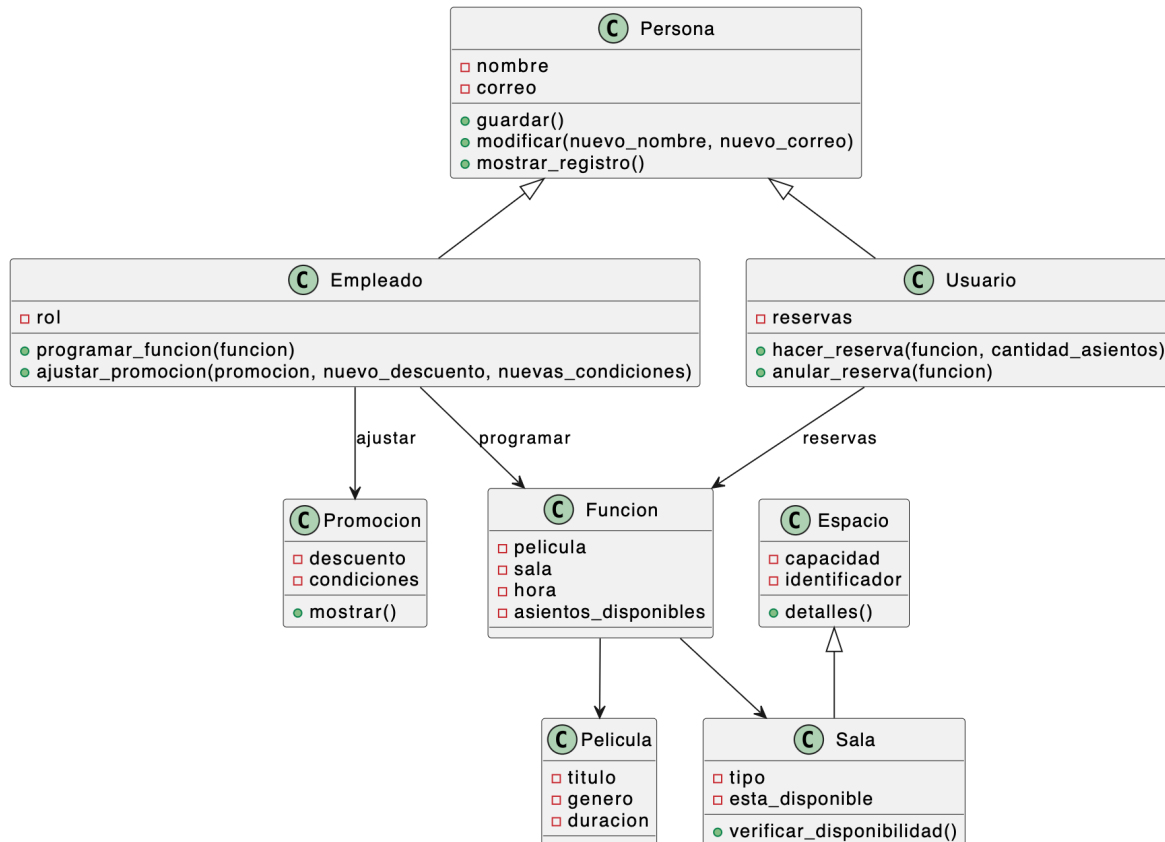 C Persona
nombre
correo
guardar()
modificar(nuevo_nombre, nuevo_correo)
mostrar_registro()
C Empleado
rol
programar_funcion(funcion)
ajustar_promocion(promocion, nuevo_descuento, nuevas_condiciones)
C Usuario
reservas
hacer_reserva(funcion, cantidad_asientos)
anular_reserva(funcion)
ajustar
programar
reservas
C Promocion
descuento
condiciones
mostrar()
C Funcion
pelicula
sala
hora
asientos_disponibles
C Espacio
capacidad
identificador
detalles()
C Pelicula
titulo
genero
duracion
C Sala
tipo
esta_disponible
verificar_disponibilidad()